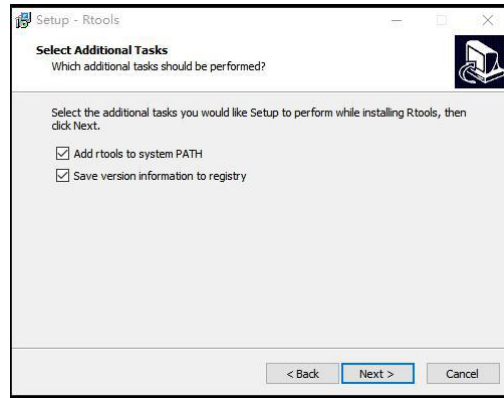 Setup - Rtools
Select Additional Tasks
Which additional tasks should be performed?
Select the additional tasks you would like Setup to perform while installing Rtools, then
click Next.
Add rtools to system PATH
Save version information to registry
< Back
Next >
Cancel